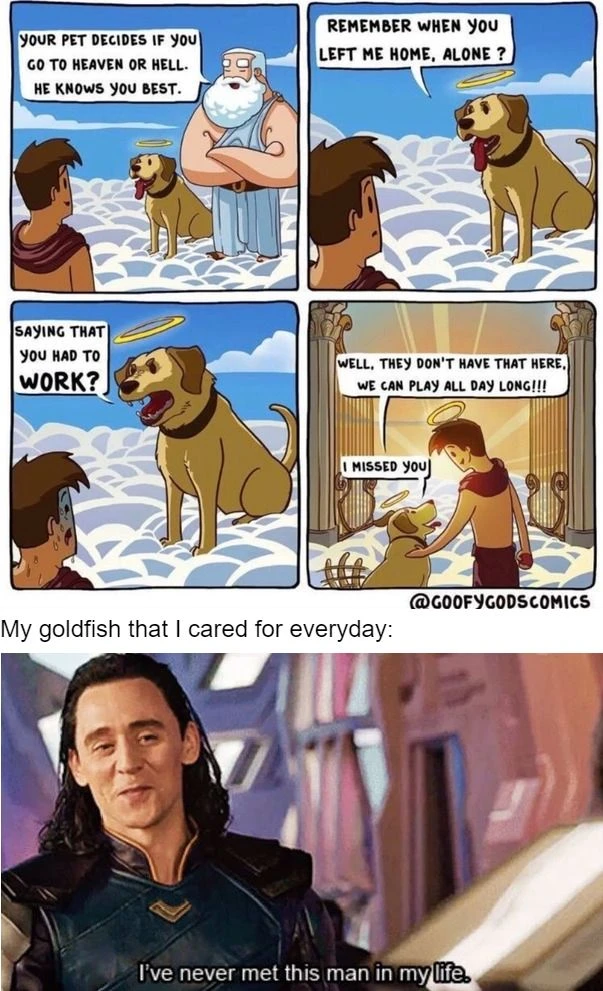 YOUR PET DECIDES IF YOU
GO TO HEAVEN OR HELL.
HE KNOWS YOU BEST.
REMEMBER WHEN YOU
LEFT ME HOME, ALONE ?
SAYING THAT
YOU HAD TO
WORK?
WELL, THEY DON'T HAVE THAT HERE,
WE CAN PLAY ALL DAY LONG!!!
I MISSED YOU
@GOOFYGODSCOMICS
My goldfish that I cared for everyday:
I've never met this man in my life.